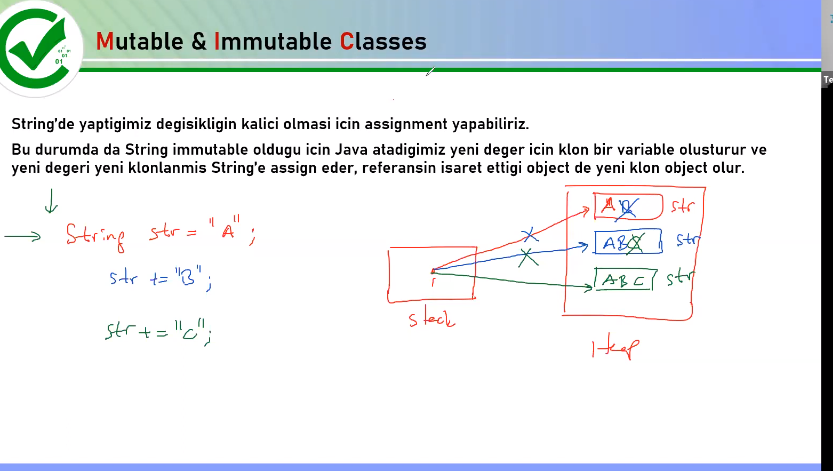 Mutable & Immutable Classes
String'de yaptigimiz degisikligin kalici olmasi icin assignment yapabiliriz.
Bu durumda da String immutable oldugu icin Java atadigimiz yeni deger icin klon bir variable olusturur ve
yeni degeri yeni klonlanmis String'e assign eder, referansin isaret ettigi object de yeni klon object olur.
String str = "A";
str += "B";
str += "C";
stack
A
str
AB
str
ABC
str
Heap